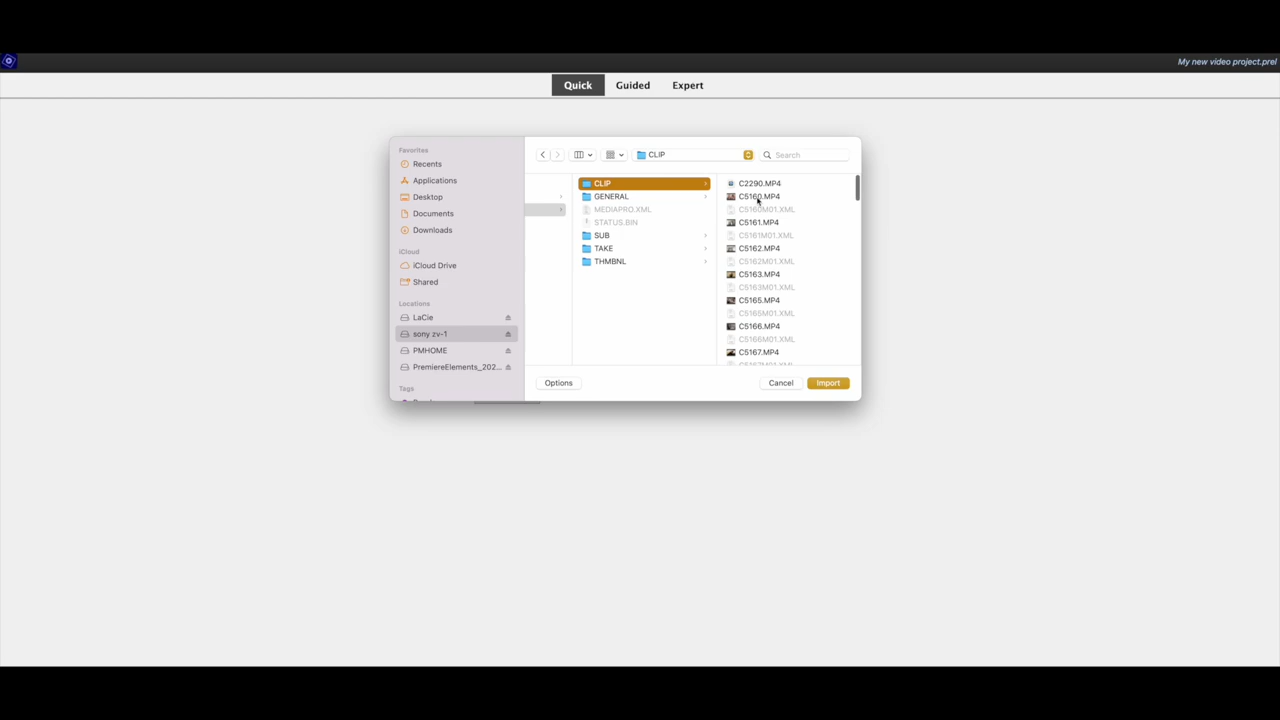 My new video project.prel
Quick Guided Expert
Favorites
Recents
Applications
Desktop
Documents
Downloads
iCloud
iCloud Drive
Shared
Locations
LaCie
sony zv-1
PMHOME
PremiereElements_202...
Tags
CLIP
Search
CLIP
GENERAL
MEDIAPRO.XML
STATUS.BIN
SUB
TAKE
THMBNL
C2290.MP4
C5160.MP4
C5160M01.XML
C5161.MP4
C5161M01.XML
C5162.MP4
C5162M01.XML
C5163.MP4
C5163M01.XML
C5165.MP4
C5165M01.XML
C5166.MP4
C5166M01.XML
C5167.MP4
Options
Cancel
Import